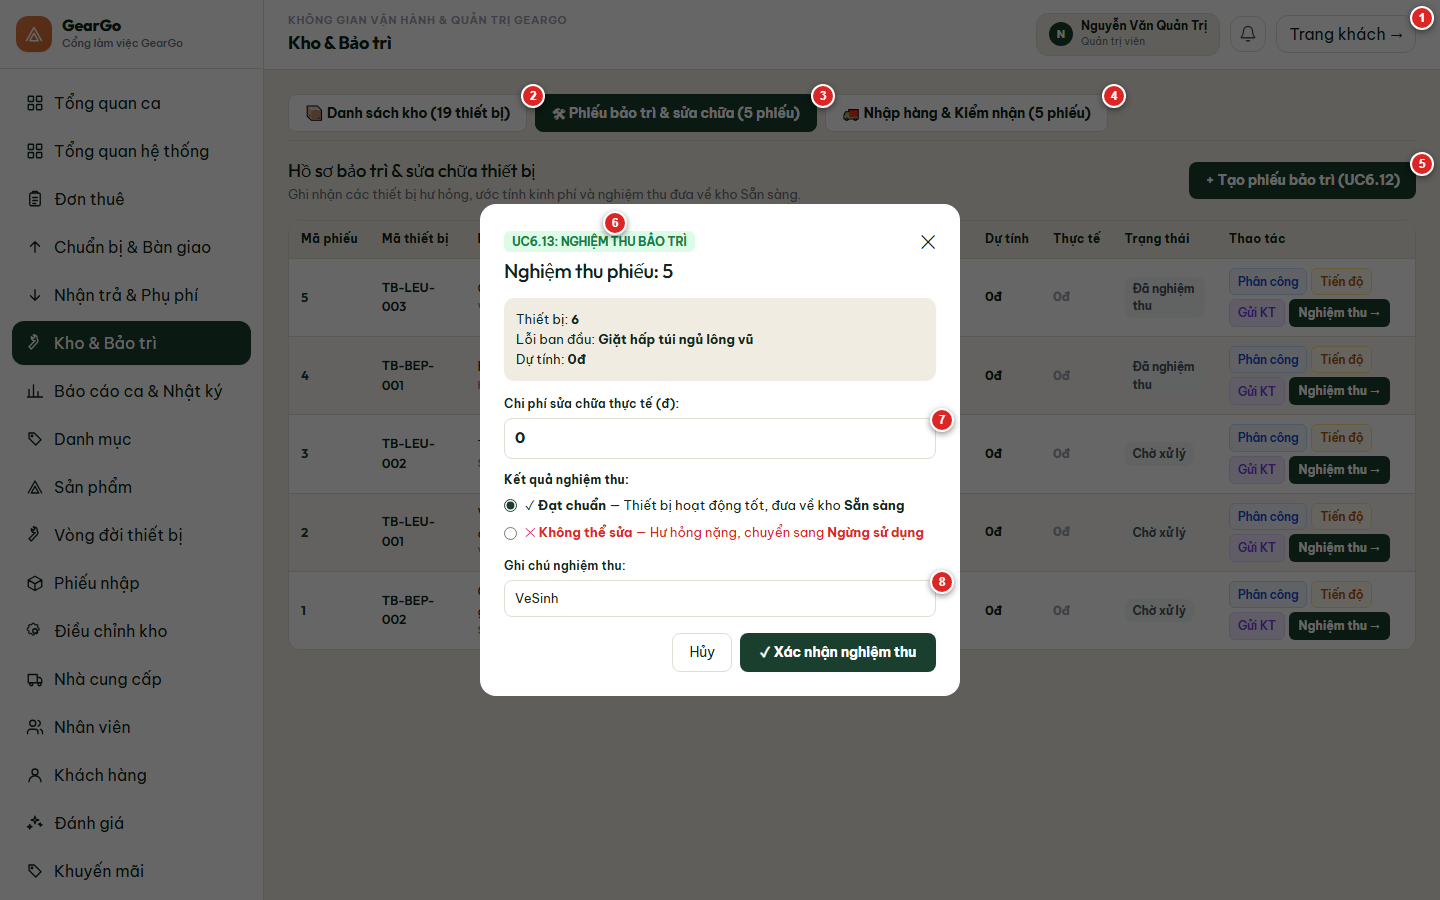 GearGo
Cổng làm việc GearGo
KHÔNG GIAN VẬN HÀNH & QUẢN TRỊ GEARGO
Kho & Bảo trì
N
Nguyễn Văn Quản Trị
Quản trị viên
Trang khách →
1
Tổng quan ca
Tổng quan hệ thống
Đơn thuê
Chuẩn bị & Bàn giao
Nhận trả & Phụ phí
Kho & Bảo trì
Báo cáo ca & Nhật ký
Danh mục
Sản phẩm
Vòng đời thiết bị
Phiếu nhập
Điều chỉnh kho
Nhà cung cấp
Nhân viên
Khách hàng
Đánh giá
Khuyến mãi
Danh sách kho (19 thiết bị)
2
Phiếu bảo trì & sửa chữa (5 phiếu)
3
Nhập hàng & Kiểm nhận (5 phiếu)
4
Hồ sơ bảo trì & sửa chữa thiết bị
Ghi nhận các thiết bị hư hỏng, ước tính kinh phí và nghiệm thu đưa về kho Sẵn sàng.
+ Tạo phiếu bảo trì (UC6.12)
5
Mã phiếu Mã thiết bị Dự tính Thực tế Trạng thái Thao tác
5 TB-LEU-003 0đ 0đ Đã nghiệm thu Phân công Tiến độ Gửi KT Nghiệm thu →
4 TB-BEP-001 0đ 0đ Đã nghiệm thu Phân công Tiến độ Gửi KT Nghiệm thu →
3 TB-LEU-002 0đ 0đ Chờ xử lý Phân công Tiến độ Gửi KT Nghiệm thu →
2 TB-LEU-001 0đ 0đ Chờ xử lý Phân công Tiến độ Gửi KT Nghiệm thu →
1 TB-BEP-002 0đ 0đ Chờ xử lý Phân công Tiến độ Gửi KT Nghiệm thu →
6
UC6.13: NGHIỆM THU BẢO TRÌ
Nghiệm thu phiếu: 5
Thiết bị: 6
Lỗi ban đầu: Giặt hấp túi ngủ lông vũ
Dự tính: 0đ
Chi phí sửa chữa thực tế (đ):
7
0
Kết quả nghiệm thu:
✓ Đạt chuẩn — Thiết bị hoạt động tốt, đưa về kho Sẵn sàng
✕ Không thể sửa — Hư hỏng nặng, chuyển sang Ngừng sử dụng
Ghi chú nghiệm thu:
8
VeSinh
Hủy
✓ Xác nhận nghiệm thu